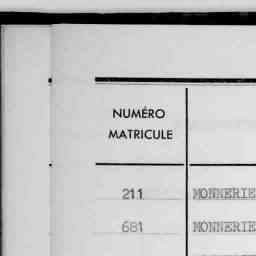 NUMÉRO
MATRICULE
211 MONNERIE
681 MONNERIE